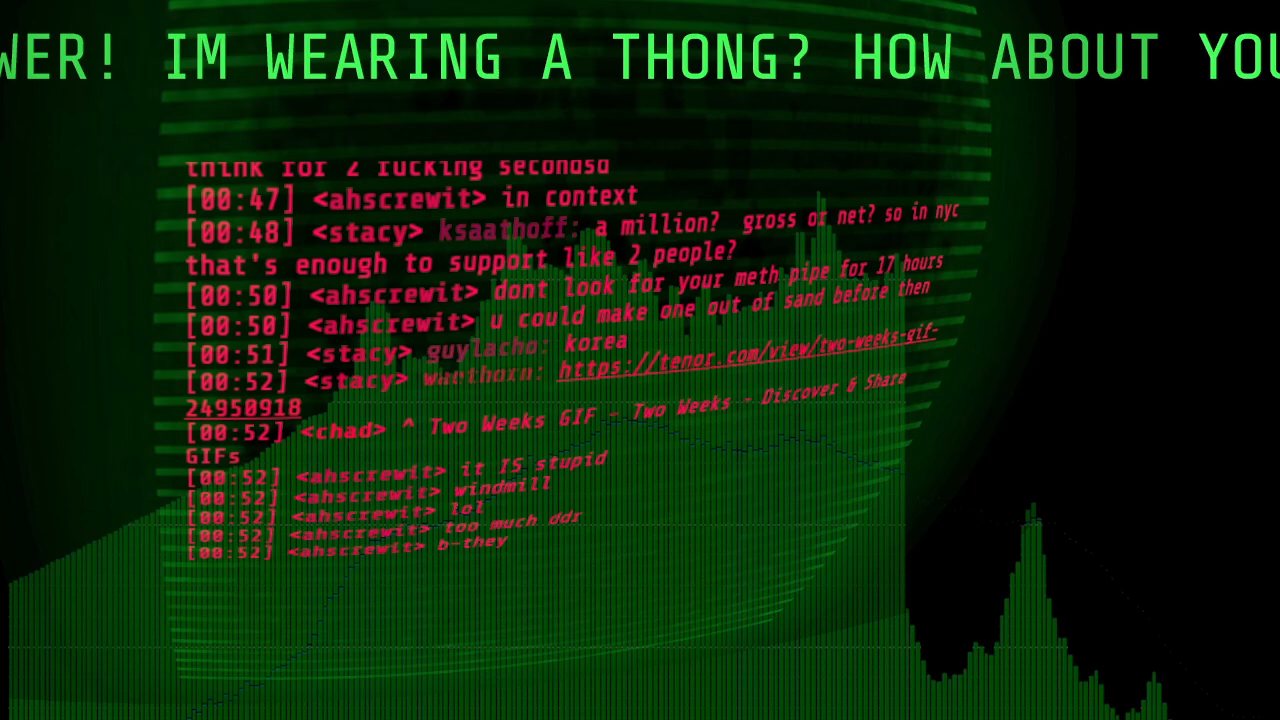 WER! IM WEARING A THONG? HOW ABOUT YOU
think for 2 fucking secondsd
[00:47] <ahscrewit> in context
[00:48] <stacy> ksaathoff: a million? gross or net? so in nyc
that's enough to support like 2 people?
[00:50] <ahscrewit> dont look for your meth pipe for 17 hours
[00:50] <ahscrewit> u could make one out of sand before then
[00:51] <stacy> guylacho: korea
[00:52] <stacy> warthorn: https://tenor.com/view/two-weeks-gif-
24950918
[00:52] <chad> ^ Two Weeks GIF - Two Weeks - Discover & Share
GIFs
[00:52] <ahscrewit> it IS stupid
[00:52] <ahscrewit> windmill
[00:52] <ahscrewit> lol
[00:52] <ahscrewit> too much ddr
[00:52] <ahscrewit> b-they